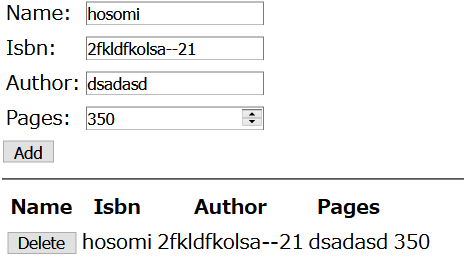 Name: hosomi
Isbn: 2fkldfkolsa--21
Author: dsadasd
Pages: 350
Add
Name Isbn Author Pages
Delete hosomi 2fkldfkolsa--21 dsadasd 350